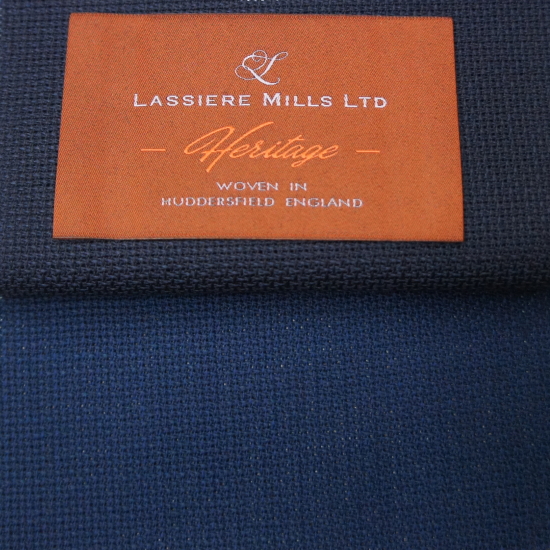 L
LASSIERE MILLS LTD
– Heritage –
WOVEN IN
HUDDERSFIELD ENGLAND